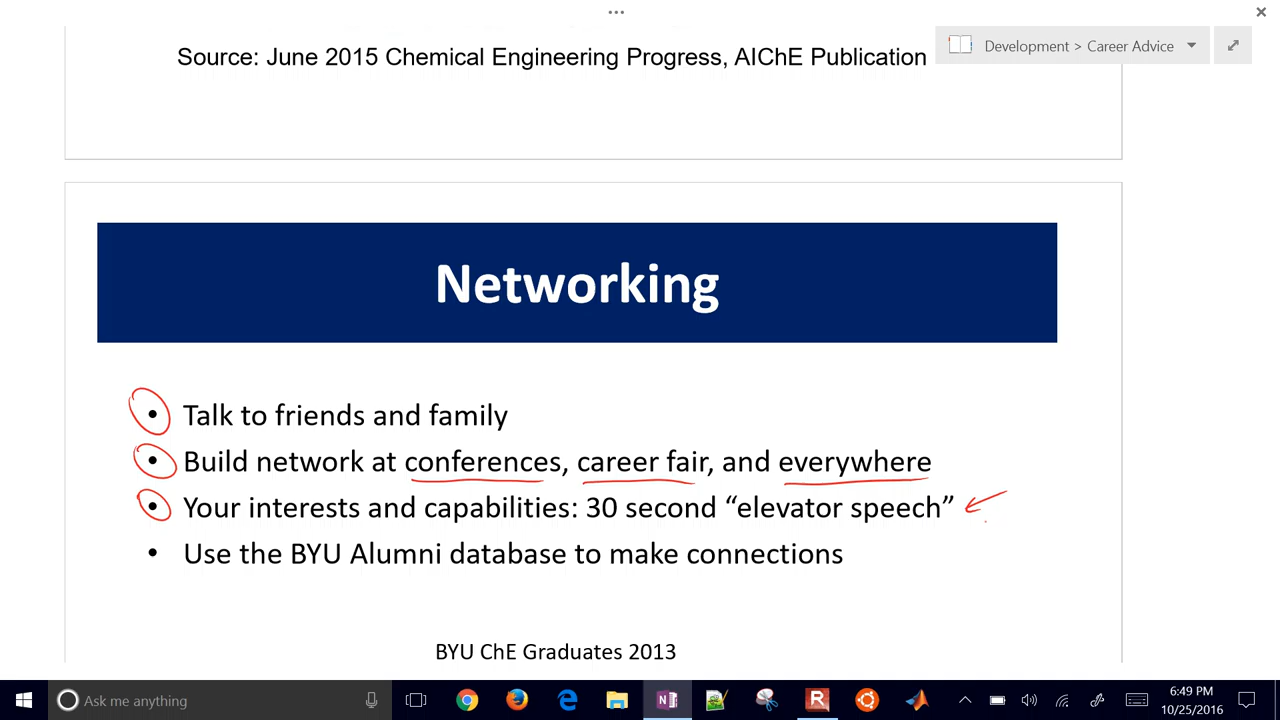 Source: June 2015 Chemical Engineering Progress, AIChE Publication
Development > Career Advice
Networking
• Talk to friends and family
• Build network at conferences, career fair, and everywhere
• Your interests and capabilities: 30 second “elevator speech”
• Use the BYU Alumni database to make connections
BYU ChE Graduates 2013
Ask me anything
6:49 PM
10/25/2016